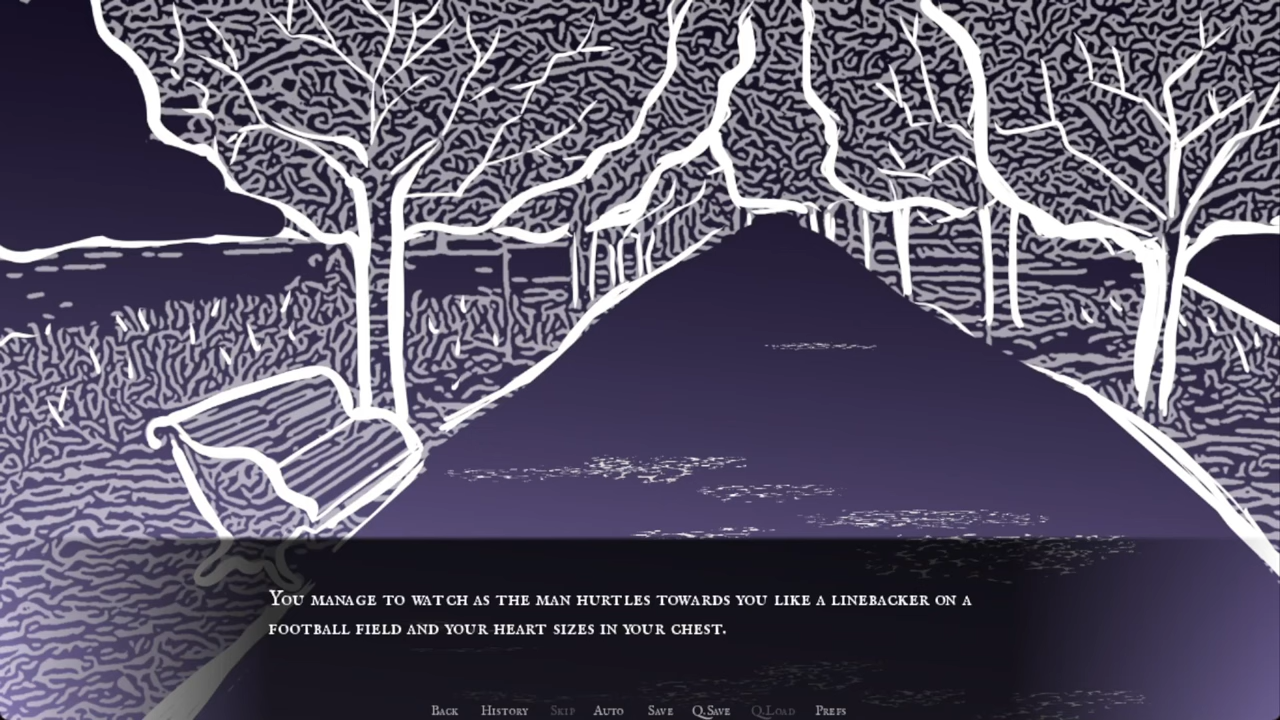 You manage to watch as the man hurtles towards you like a linebacker on a
football field and your heart sizes in your chest.
Back History Skip Auto Save Q.Save Q.Load Prefs